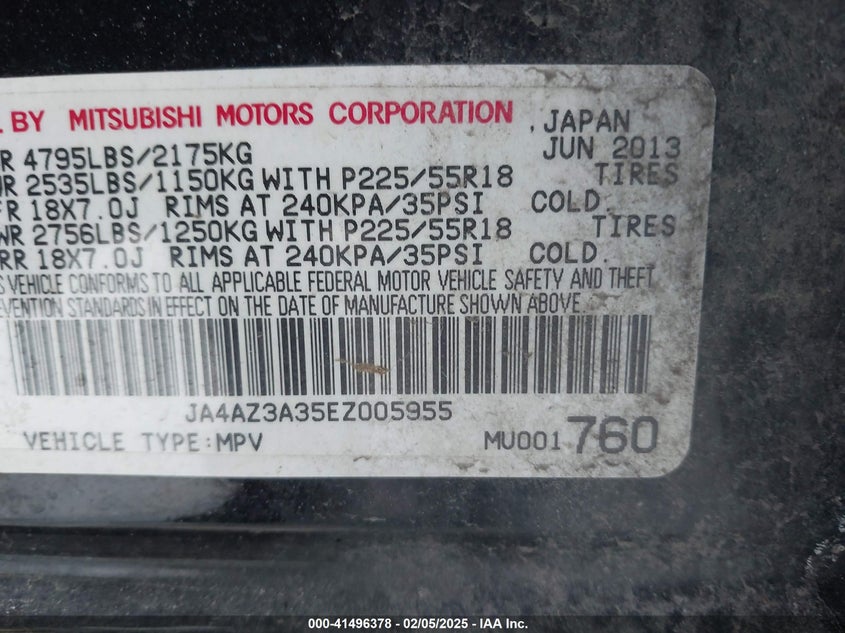 BY MITSUBISHI MOTORS CORPORATION
, JAPAN
JUN 2013
R 4795LBS/2175KG
WR 2535LBS/1150KG WITH P225/55R18 TIRES
FR 18X7.0J RIMS AT 240KPA/35PSI COLD.
WR 2756LBS/1250KG WITH P225/55R18 TIRES
RR 18X7.0J RIMS AT 240KPA/35PSI COLD.
S VEHICLE CONFORMS TO ALL APPLICABLE FEDERAL MOTOR VEHICLE SAFETY AND THEFT
EVENTION STANDARDS IN EFFECT ON THE DATE OF MANUFACTURE SHOWN ABOVE.
JA4AZ3A35EZ005955
VEHICLE TYPE:MPV MU001 760
000-41496378 - 02/05/2025 - IAA Inc.